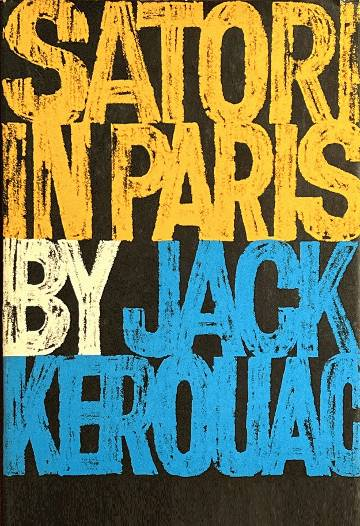 SATORI
IN PARIS
BY JACK
KEROUAC